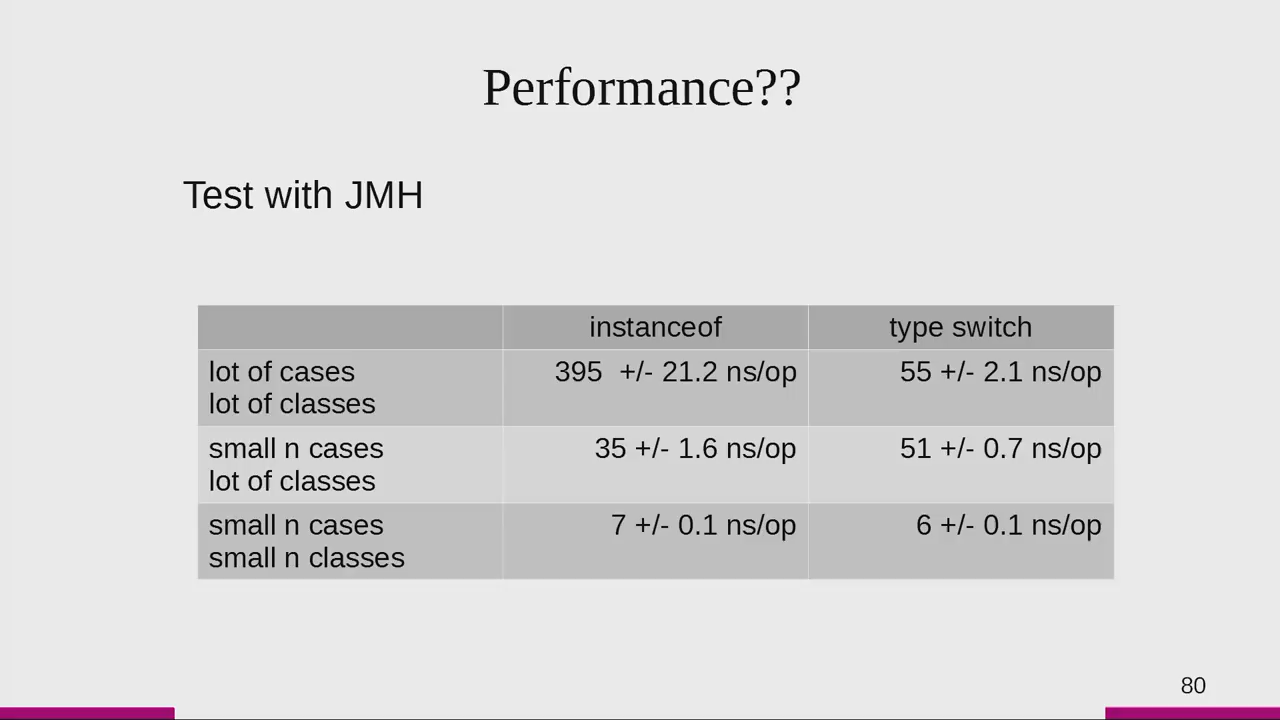 Performance??
Test with JMH
instanceof type switch
lot of cases 395 +/- 21.2 ns/op 55 +/- 2.1 ns/op
lot of classes
small n cases 35 +/- 1.6 ns/op 51 +/- 0.7 ns/op
lot of classes
small n cases 7 +/- 0.1 ns/op 6 +/- 0.1 ns/op
small n classes
80